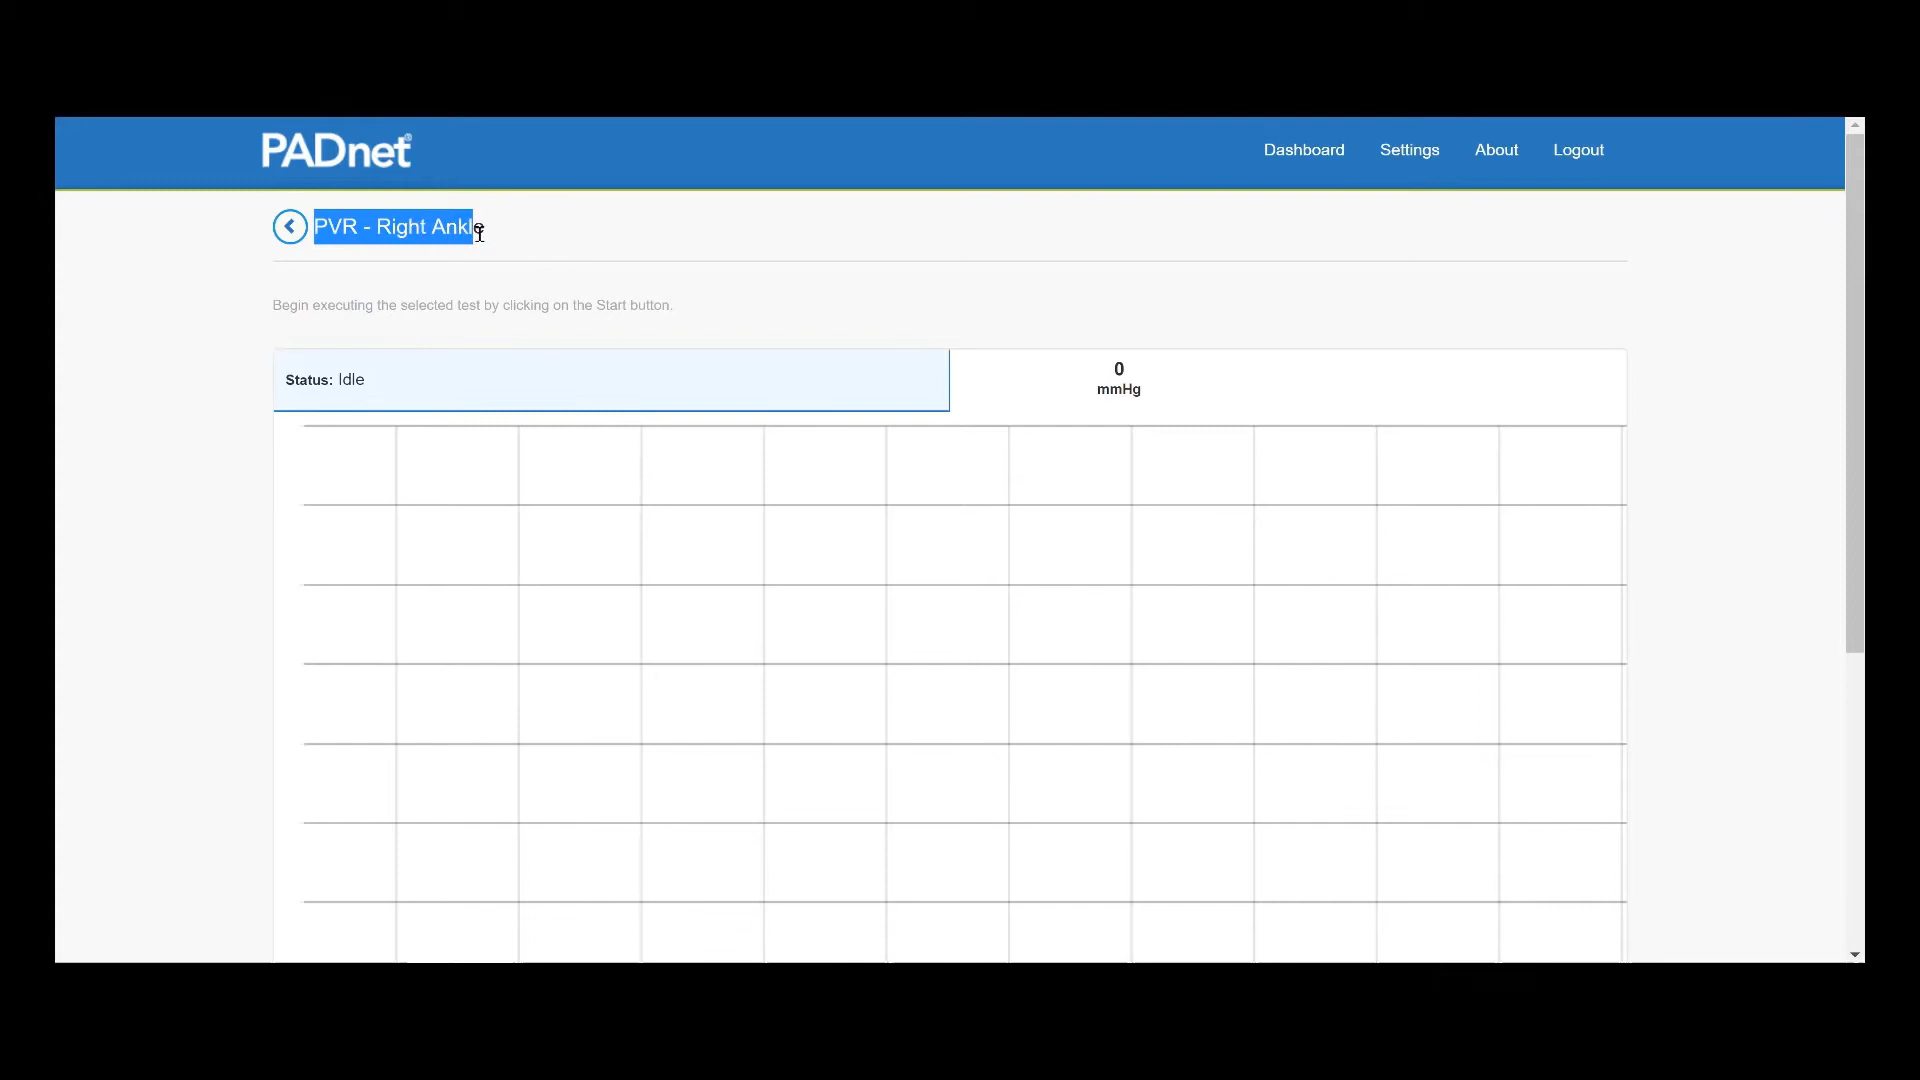 PADnet®
Dashboard Settings About Logout
PVR - Right Ankle
Begin executing the selected test by clicking on the Start button.
Status: Idle
0
mmHg